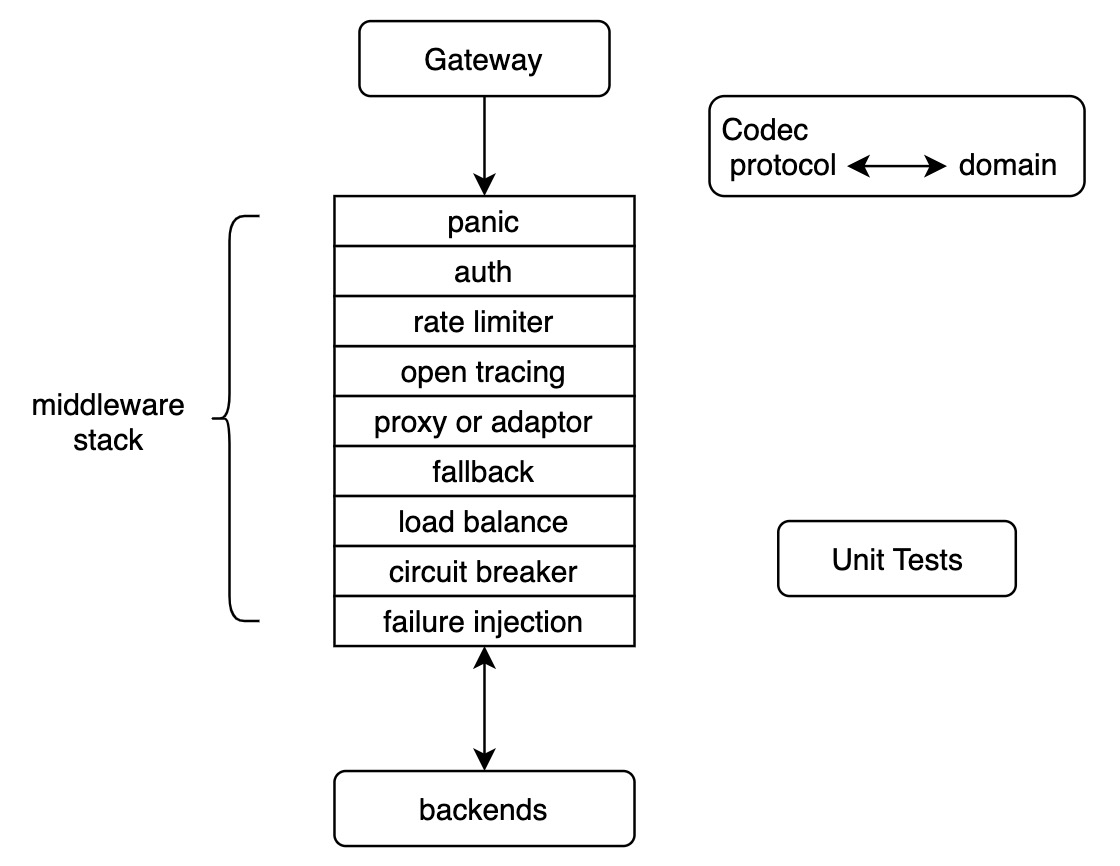 Gateway
Codec
protocol domain
panic
auth
rate limiter
open tracing
proxy or adaptor
fallback
load balance
circuit breaker
failure injection
middleware
stack
Unit Tests
backends